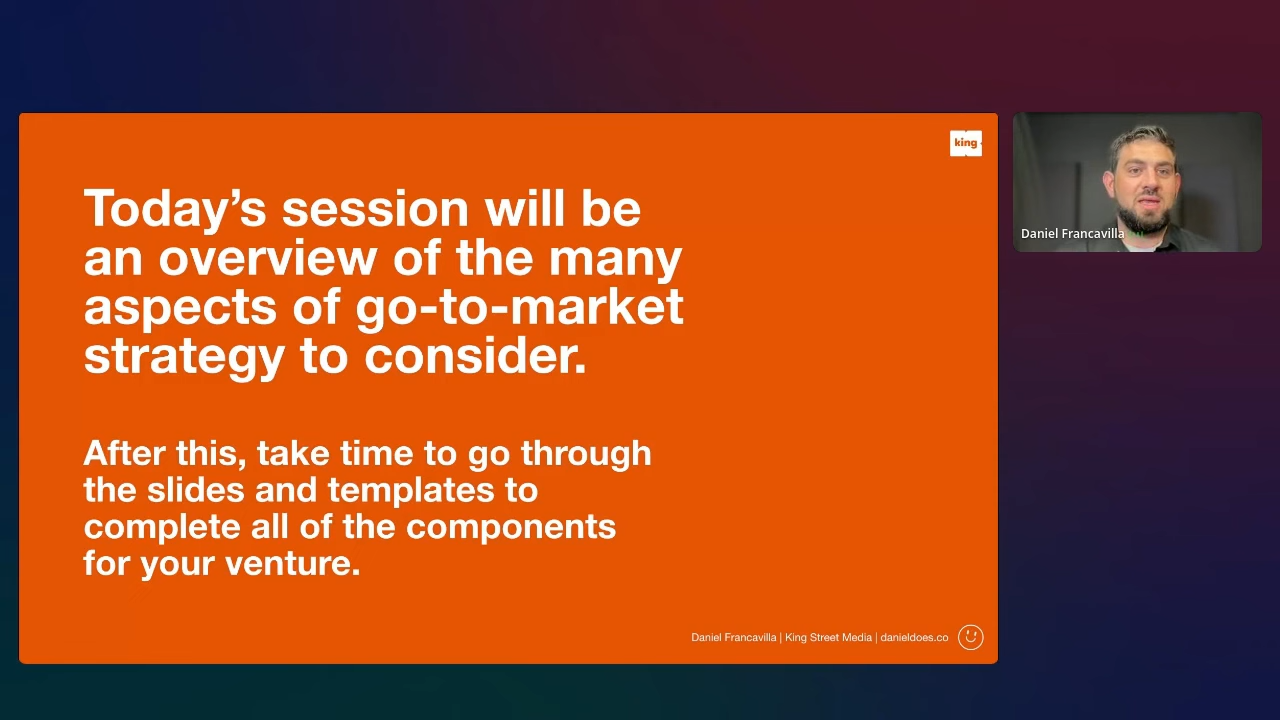 king
Today's session will be
an overview of the many
aspects of go-to-market
strategy to consider.
After this, take time to go through
the slides and templates to
complete all of the components
for your venture.
Daniel Francavilla | King Street Media | danieldoes.co
Daniel Francavilla